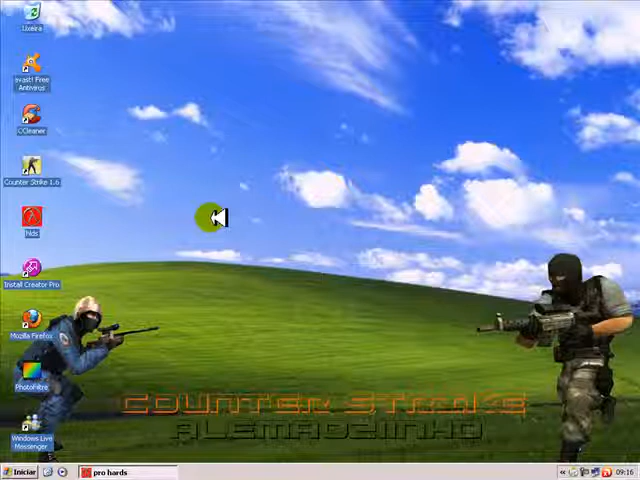 Lixeira
avast! Free
Antivirus
CCleaner
Counter Strike 1.6
hlds
Install Creator Pro
Mozilla Firefox
PhotoFiltre
Windows Live
Messenger
COUNTER STRIKE
ALEMAOZIINHO
Iniciar
pro hards
09:16